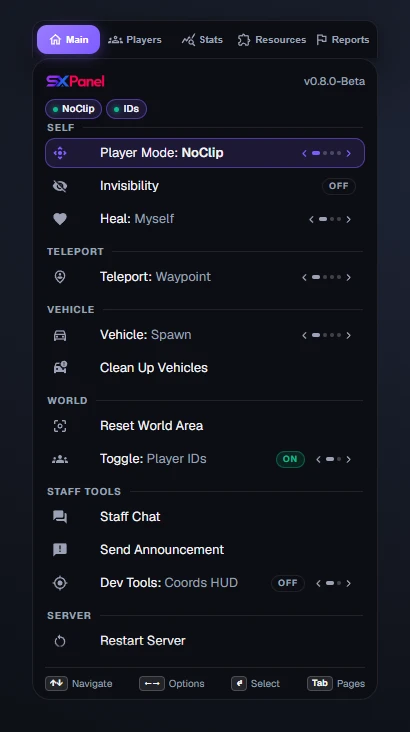 Main Players Stats Resources Reports
SXPanel v0.8.0-Beta
NoClip IDs
SELF
Player Mode: NoClip
Invisibility OFF
Heal: Myself
TELEPORT
Teleport: Waypoint
VEHICLE
Vehicle: Spawn
Clean Up Vehicles
WORLD
Reset World Area
Toggle: Player IDs ON
STAFF TOOLS
Staff Chat
Send Announcement
Dev Tools: Coords HUD OFF
SERVER
Restart Server
↑↓ Navigate ←→ Options Select Tab Pages